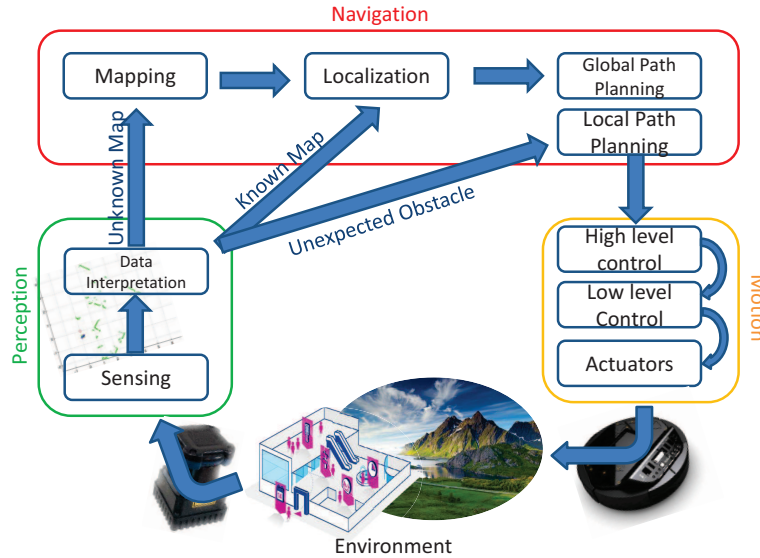 Navigation
Mapping
Localization
Global Path
Planning
Local Path
Planning
Unknown Map
Known Map
Unexpected Obstacle
Perception
Data
Interpretation
Sensing
High level
control
Low level
Control
Actuators
Motion
Environment